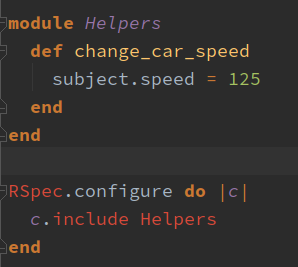 module Helpers
  def change_car_speed
    subject.speed = 125
  end
end

RSpec.configure do |c|
  c.include Helpers
end